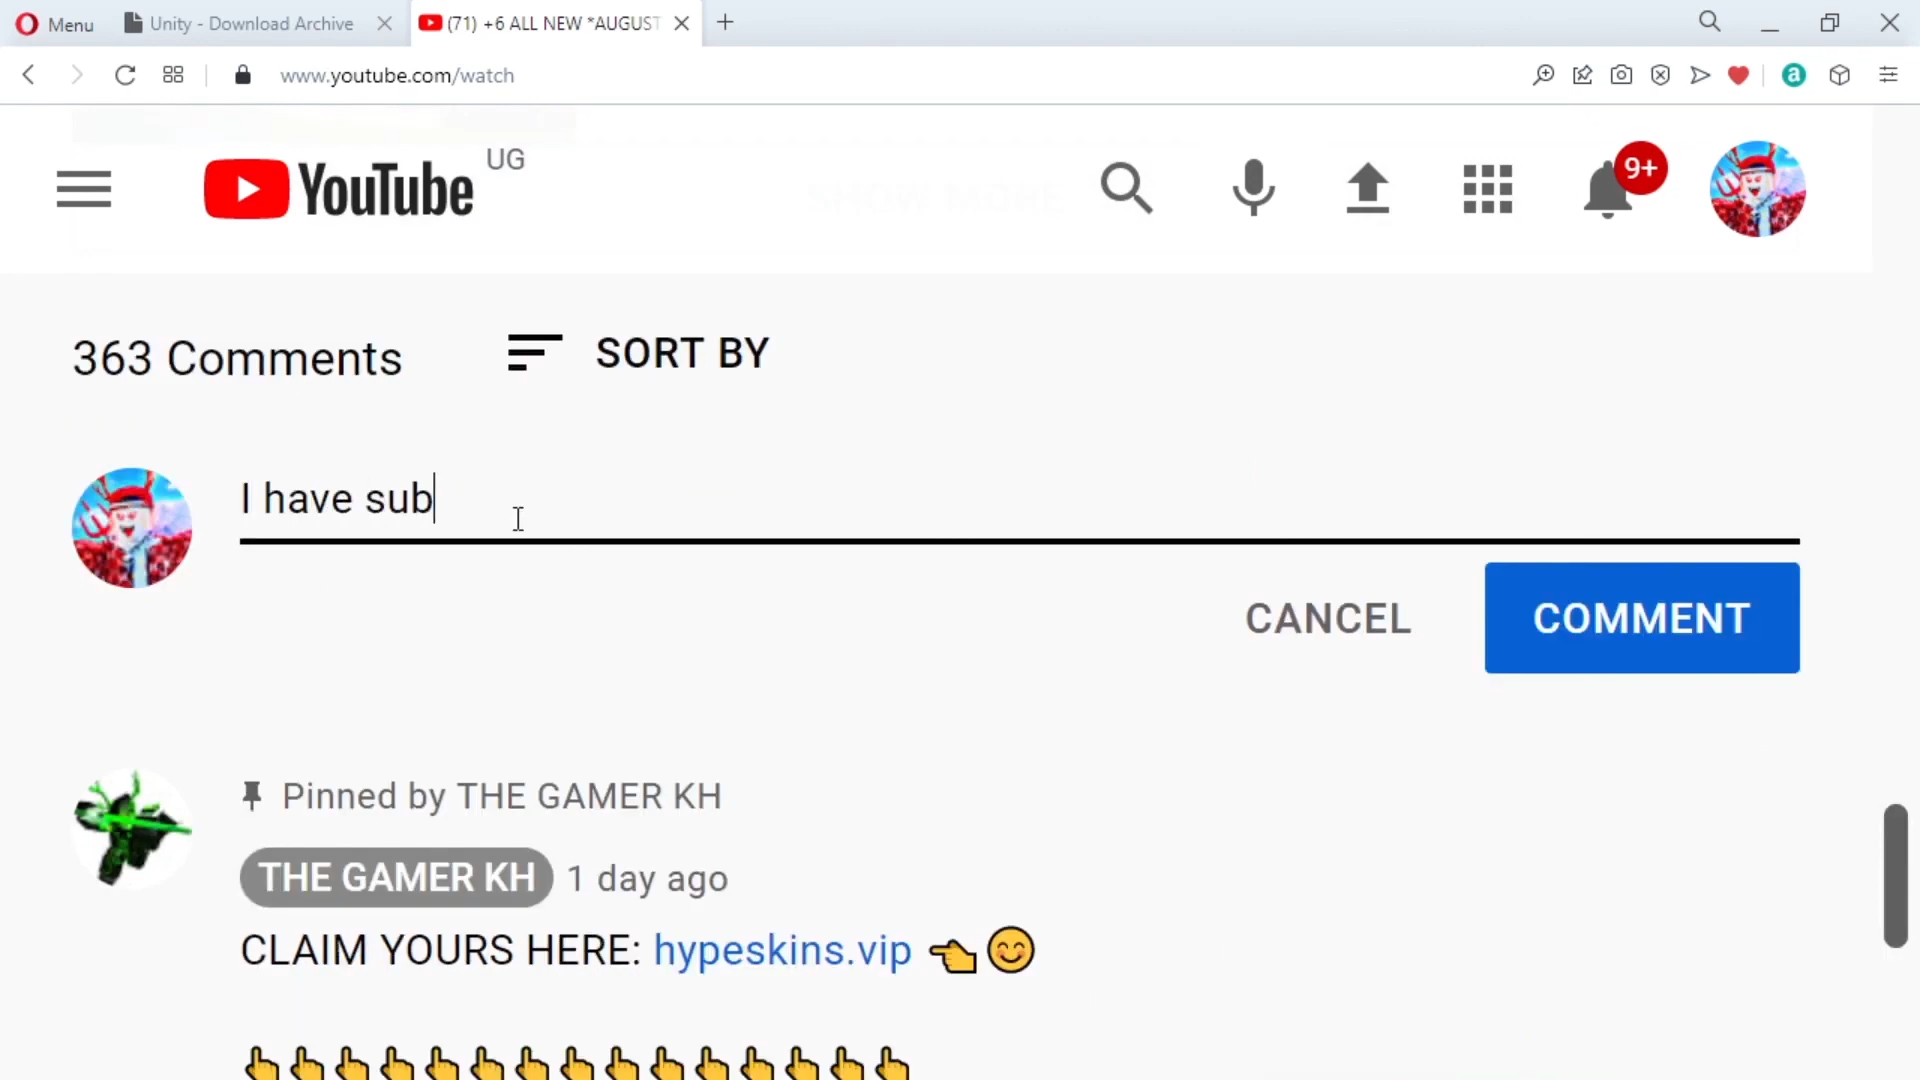 Menu
Unity - Download Archive
(71) +6 ALL NEW *AUGUST
www.youtube.com/watch
YouTube UG
SHOW MORE
9+
363 Comments
SORT BY
I have sub
CANCEL
COMMENT
Pinned by THE GAMER KH
THE GAMER KH 1 day ago
CLAIM YOURS HERE: hypeskins.vip 👈😊
👆👆👆👆👆👆👆👆👆👆👆👆👆👆👆